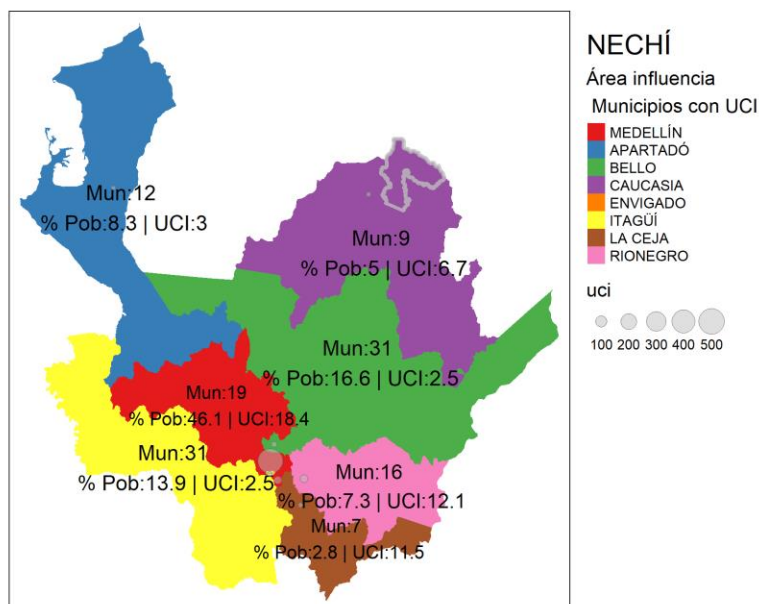 Mun:12
% Pob:8.3 | UCI:3
Mun:9
% Pob:5 | UCI:6.7
Mun:31
% Pob:16.6 | UCI:2.5
Mun:19
% Pob:46.1 | UCI:18.4
Mun:31
% Pob:13.9 | UCI:2.5
Mun:16
% Pob:7.3 | UCI:12.1
Mun:7
% Pob:2.8 | UCI:11.5
NECHÍ
Área influencia
Municipios con UCI
MEDELLÍN
APARTADÓ
BELLO
CAUCASIA
ENVIGADO
ITAGÜÍ
LA CEJA
RIONEGRO
uci
100 200 300 400 500